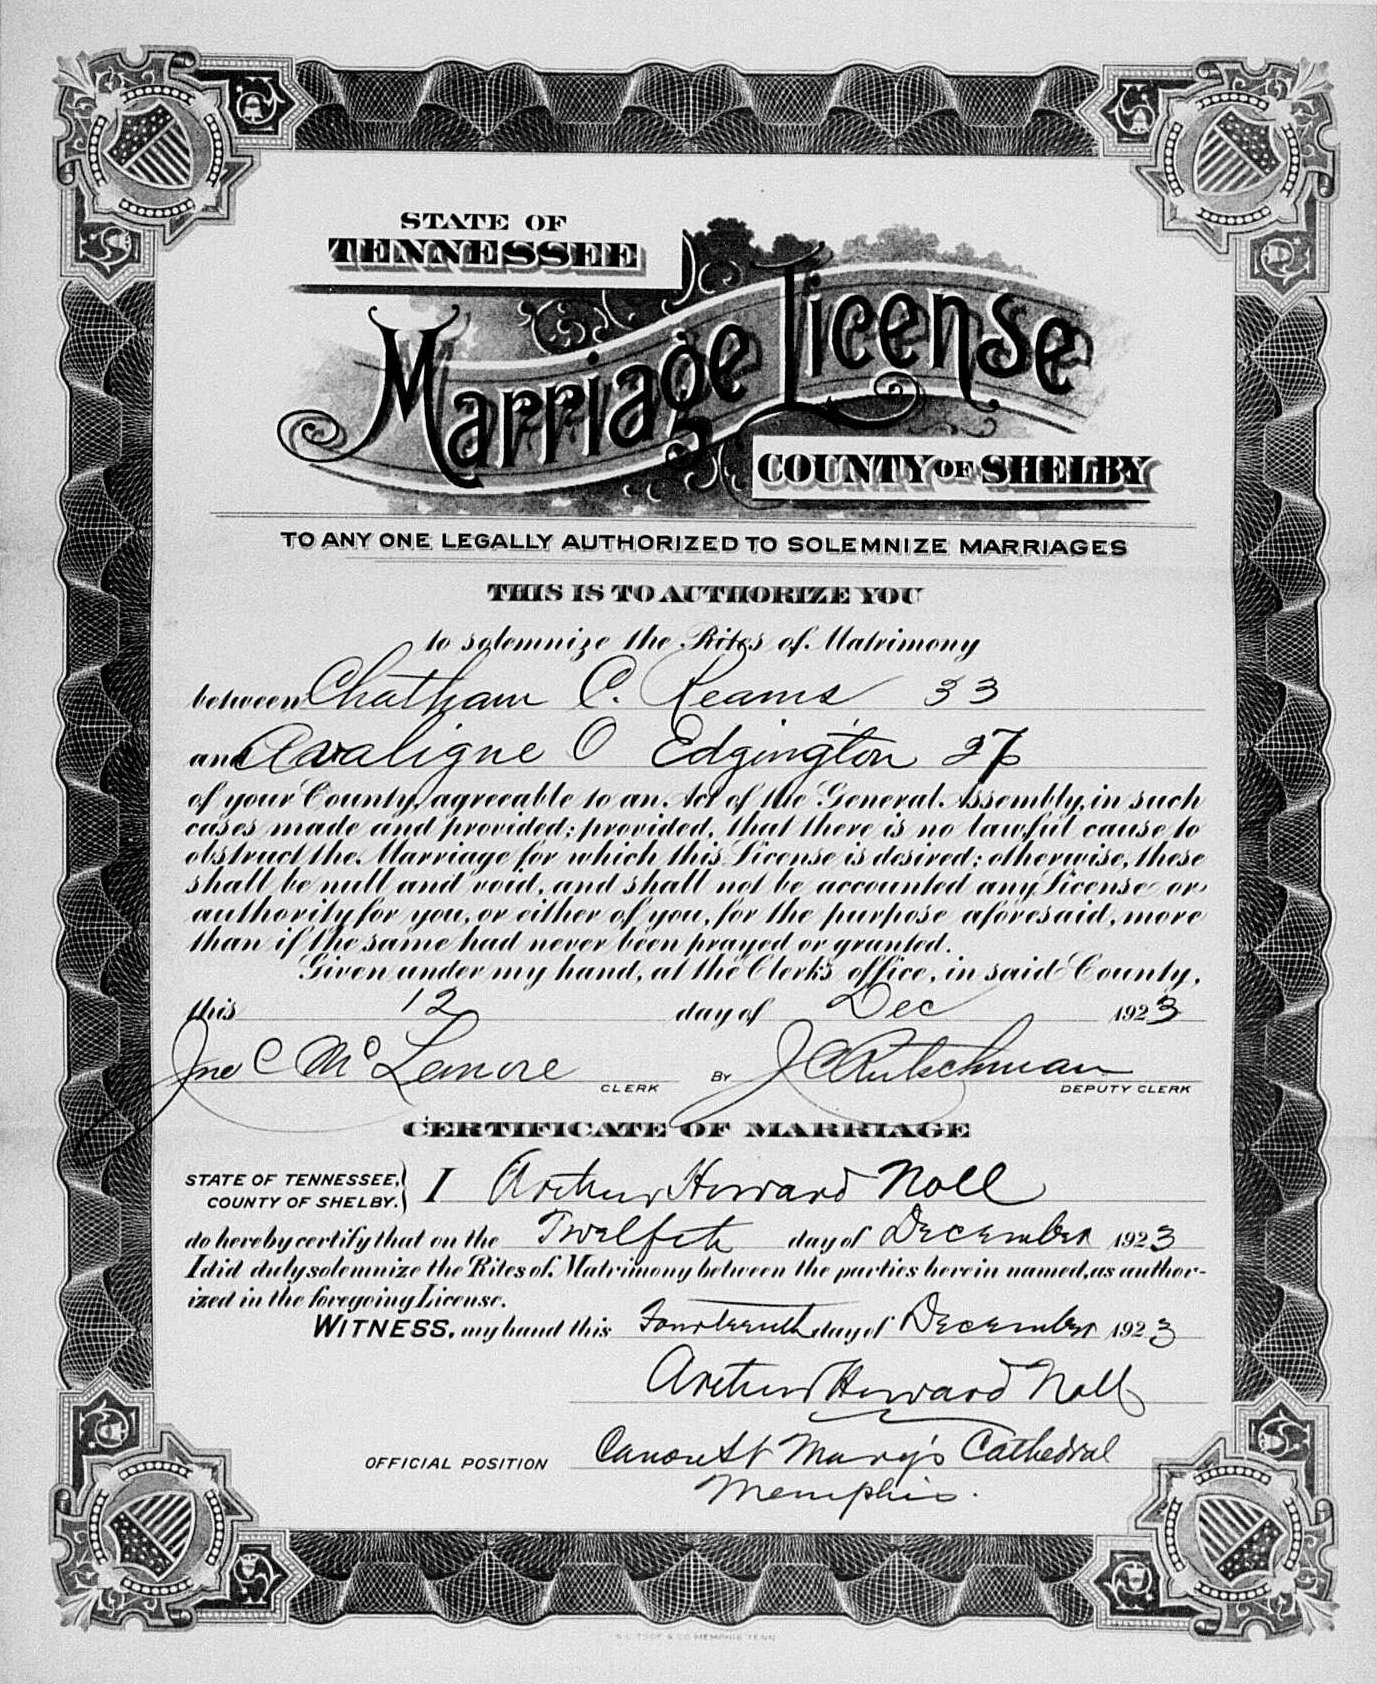 STATE OF
TENNESSEE
Marriage License
COUNTY OF SHELBY
TO ANY ONE LEGALLY AUTHORIZED TO SOLEMNIZE MARRIAGES
THIS IS TO AUTHORIZE YOU
to solemnize the Rites of Matrimony
between Chatham C. Reams 33
and Avaligne O Edgington 27
of your County, agreeable to an Act of the General Assembly, in such
cases made and provided; provided, that there is no lawful cause to
obstruct the Marriage for which this License is desired; otherwise, these
shall be null and void, and shall not be accounted any License or
authority for you, or either of you, for the purpose aforesaid, more
than if the same had never been prayed or granted.
Given under my hand, at the Clerk's office, in said County,
this 12 day of Dec 1923
Jno C McLemore CLERK BY J C Rutschman DEPUTY CLERK
CERTIFICATE OF MARRIAGE
STATE OF TENNESSEE, I Arthur Howard Noll
COUNTY OF SHELBY.
do hereby certify that on the Twelfth day of December 1923
I did duly solemnize the Rites of Matrimony between the parties herein named, as author-
ized in the foregoing License.
WITNESS, my hand this Fourteenth day of December 1923
Arthur Howard Noll
OFFICIAL POSITION Canon St Mary's Cathedral
Memphis.
S.C. TOOF & CO MEMPHIS TENN